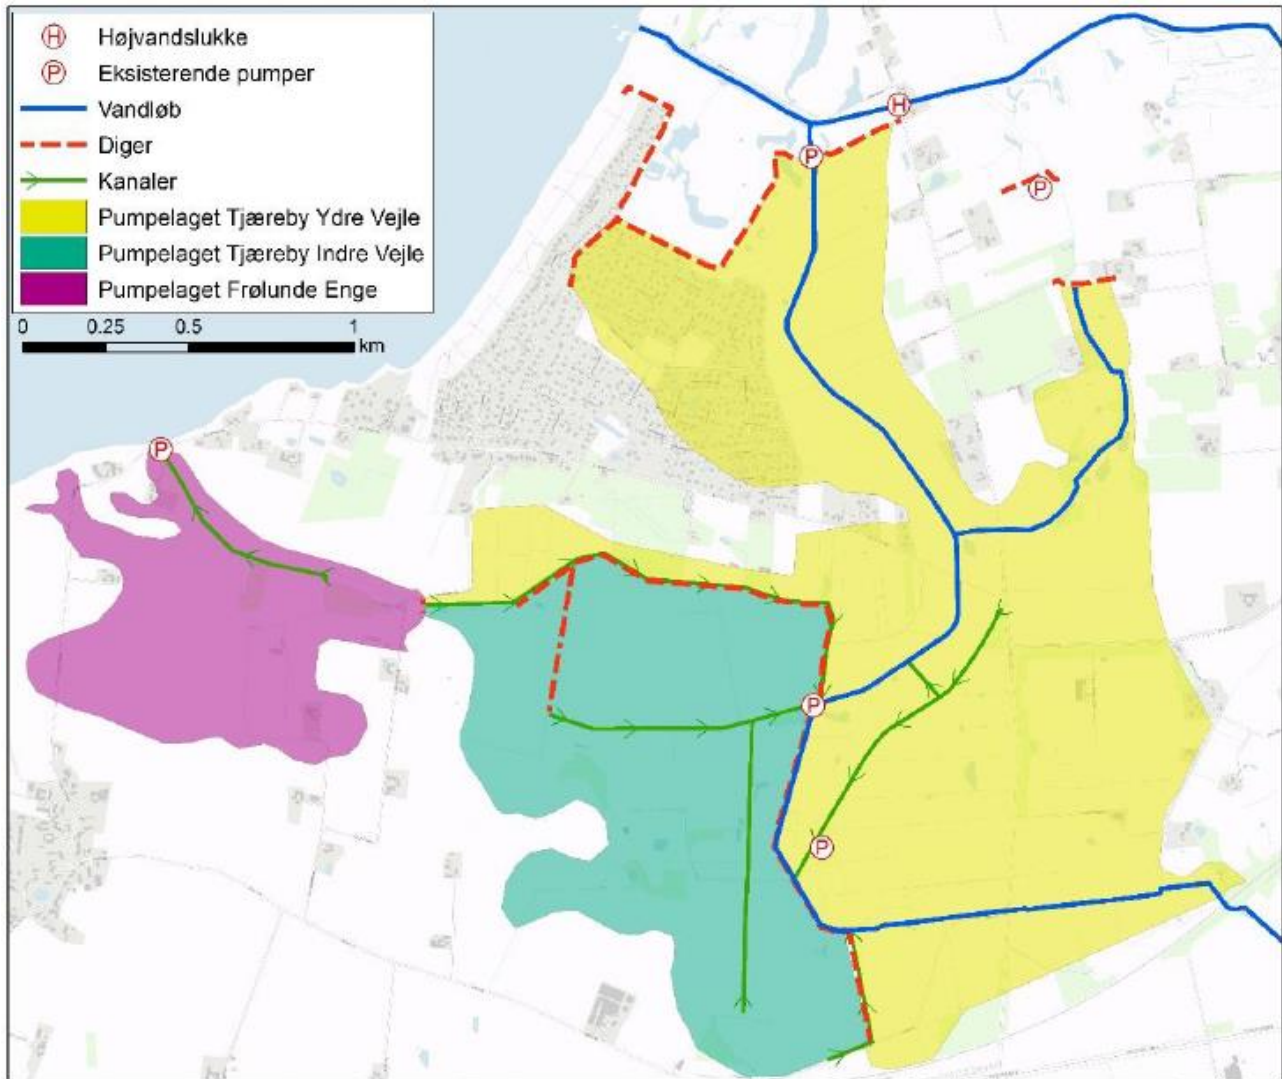 H Højvandslukke
P Eksisterende pumper
Vandløb
Diger
Kanaler
Pumpelaget Tjæreby Ydre Vejle
Pumpelaget Tjæreby Indre Vejle
Pumpelaget Frølunde Enge
0 0.25 0.5 1
km
H
P
P
P
P
P